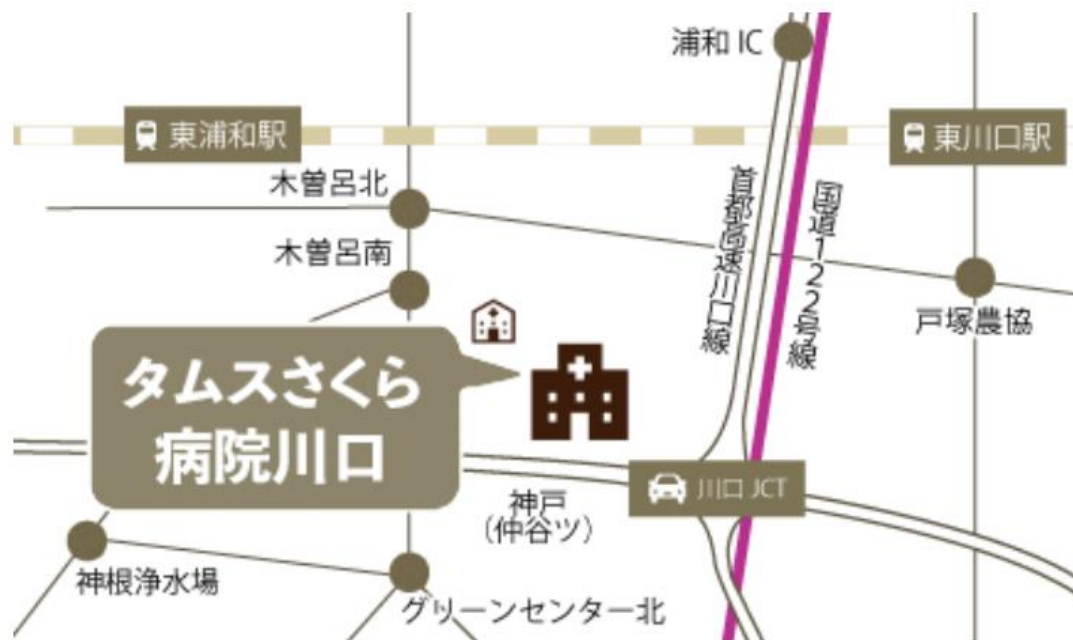 浦和 IC
東浦和駅
東川口駅
木曽呂北
木曽呂南
首都高速川口線
国道122号線
戸塚農協
タムスさくら
病院川口
川口 JCT
神戸
（仲谷ツ）
神根浄水場
グリーンセンター北